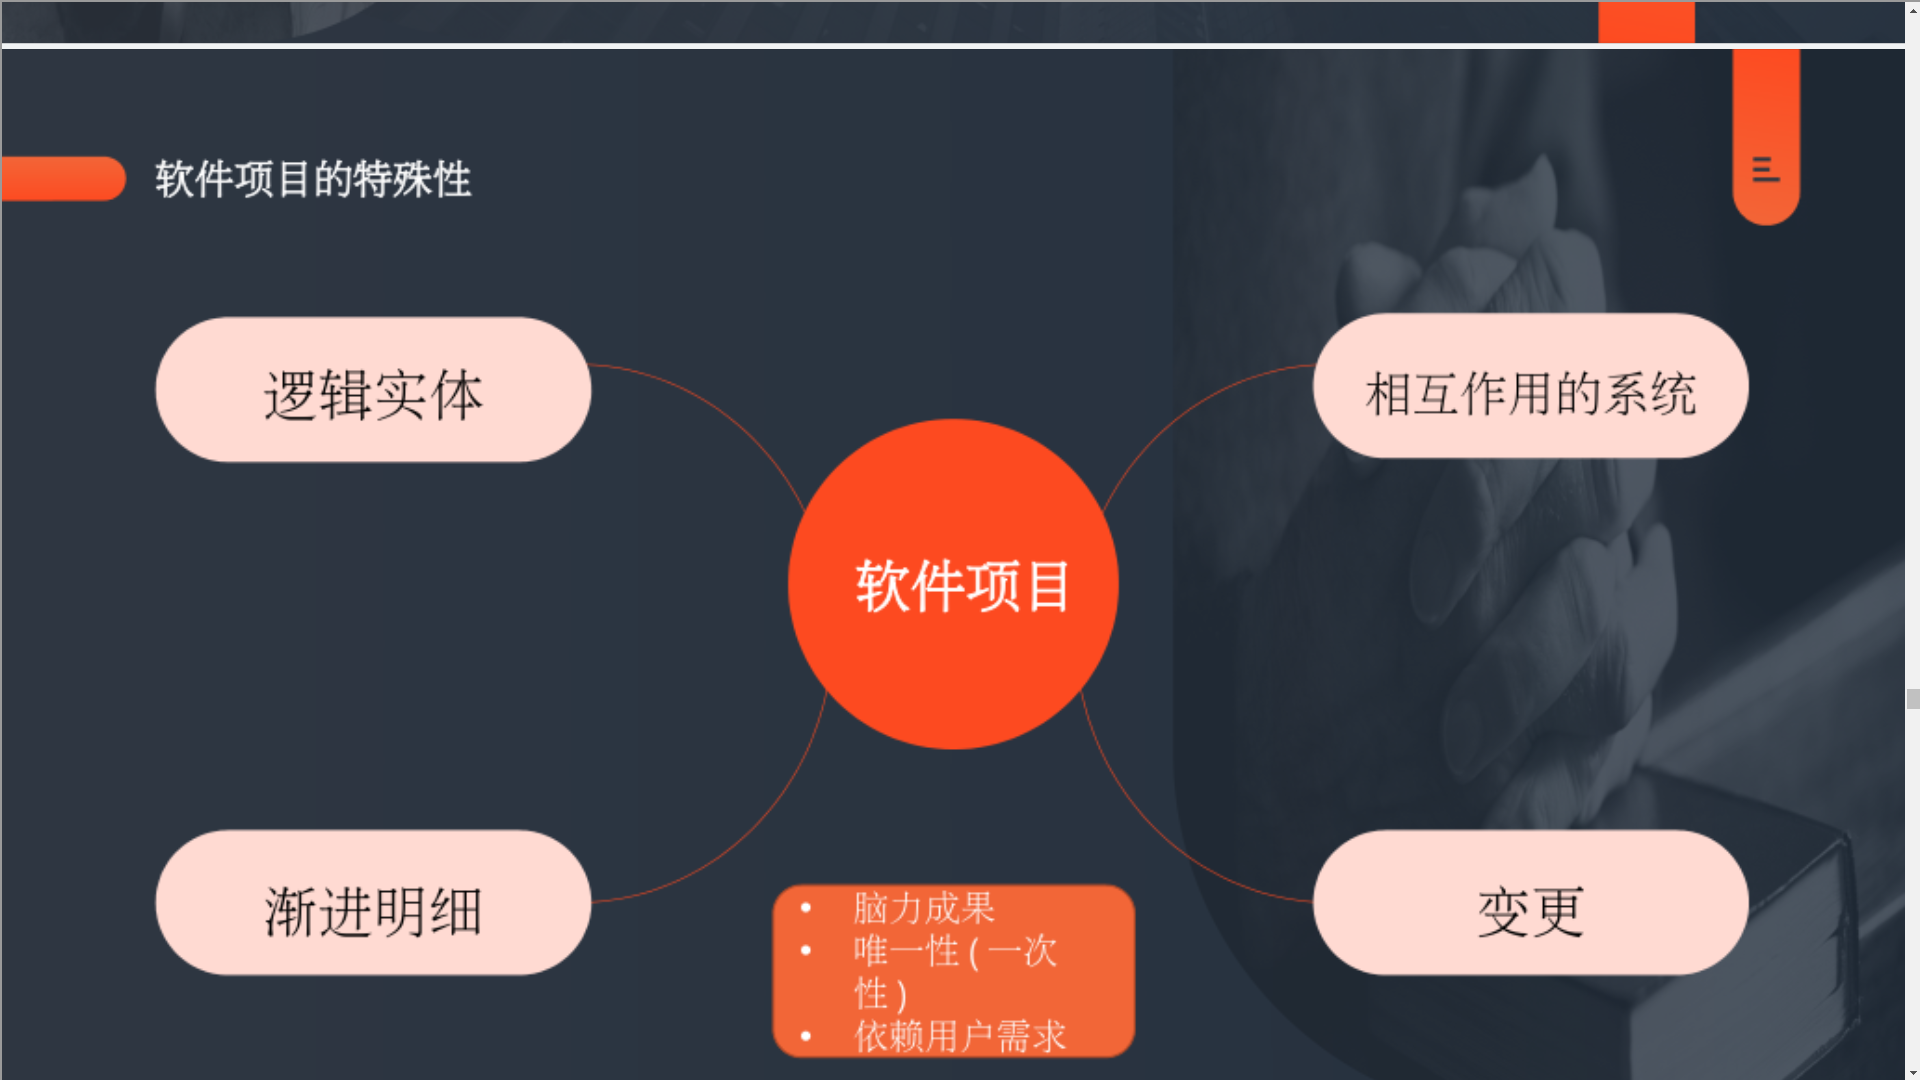 软件项目的特殊性
逻辑实体
相互作用的系统
软件项目
渐进明细
变更
• 脑力成果
• 唯一性(一次
性)
• 依赖用户需求